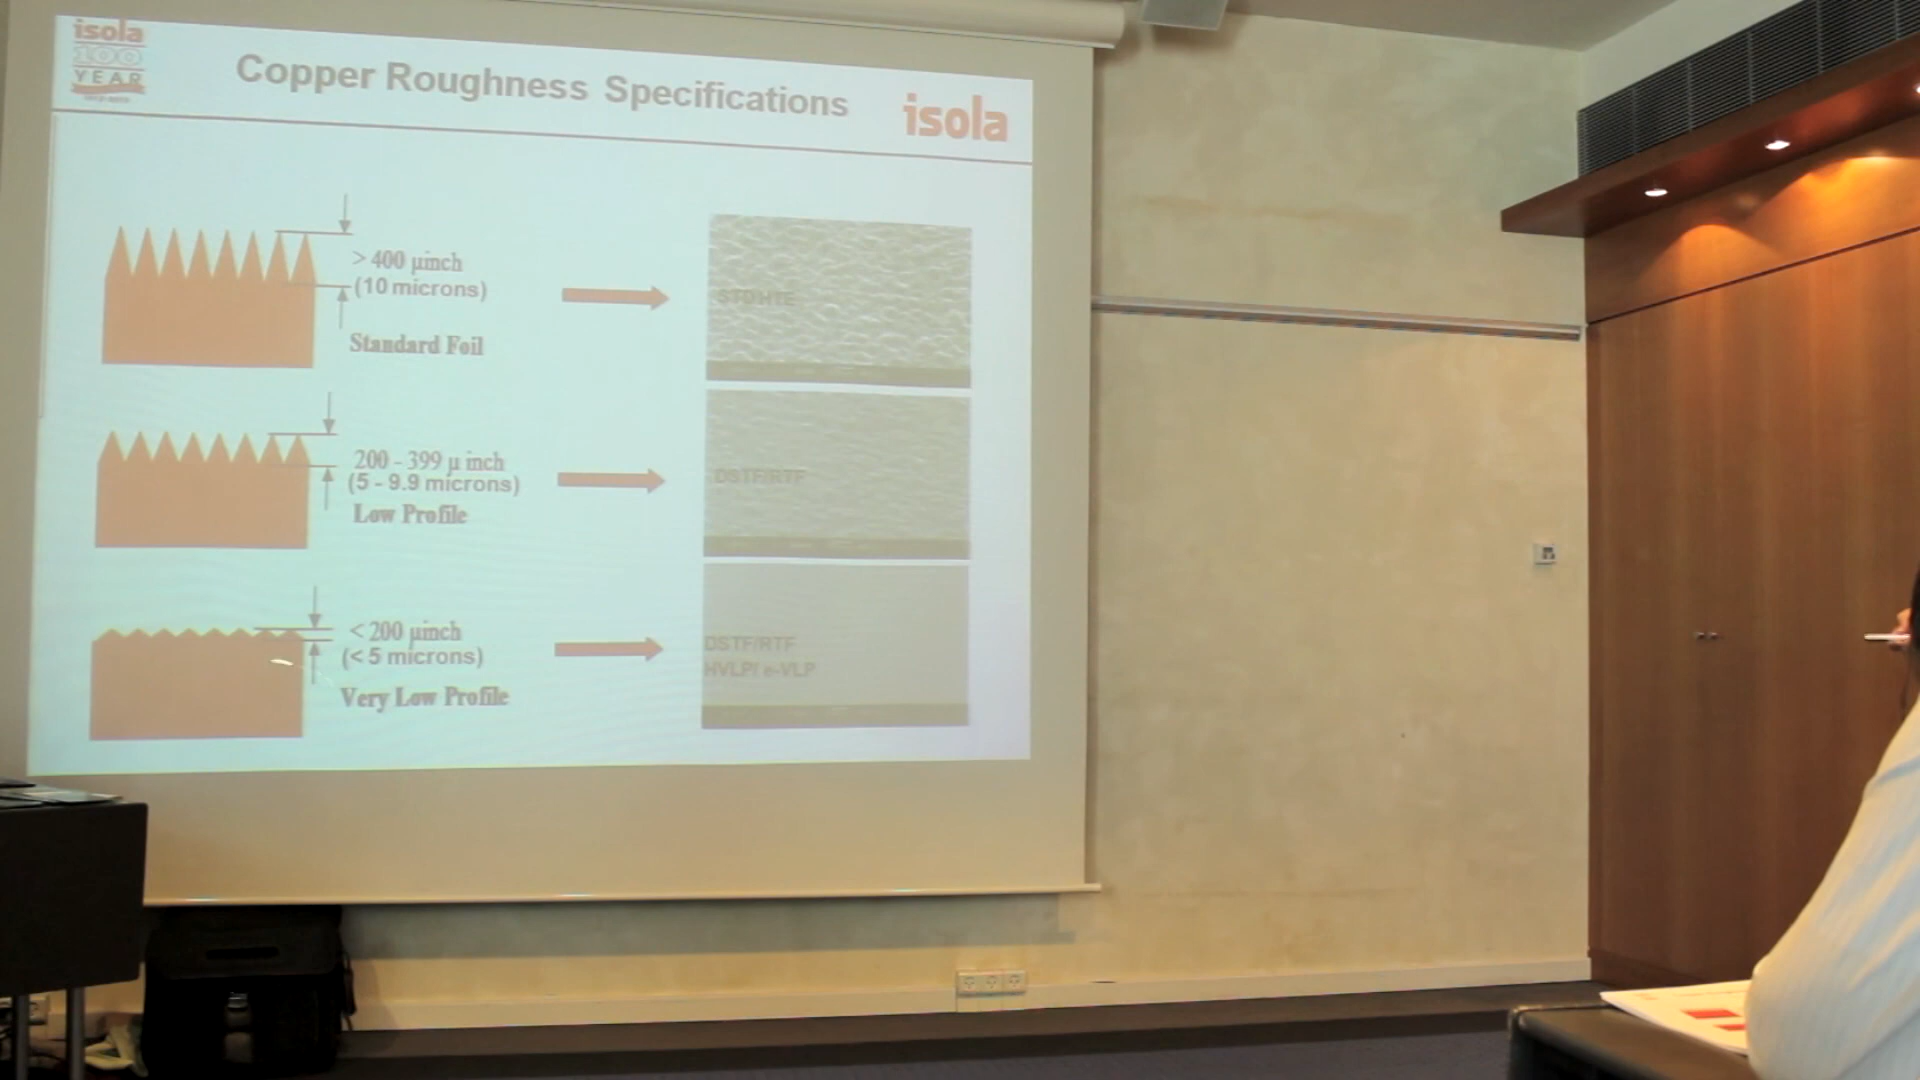 isola
100
YEAR
Copper Roughness Specifications
isola
> 400 µinch
(10 microns)
Standard Foil
STDHTE
200 - 399 µ inch
(5 - 9.9 microns)
Low Profile
DSTF/RTF
< 200 µinch
(< 5 microns)
Very Low Profile
DSTF/RTF
HVLP/ e-VLP